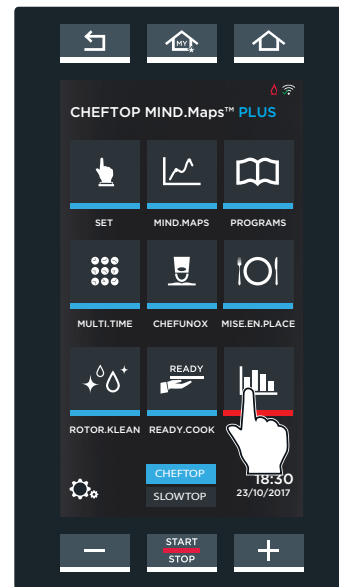 MY
CHEFTOP MIND.Maps™ PLUS
SET
MIND.MAPS
PROGRAMS
MULTI.TIME
CHEFUNOX
MISE.EN.PLACE
READY
ROTOR.KLEAN
READY.COOK
CHEFTOP
SLOWTOP
18:30
23/10/2017
START
STOP